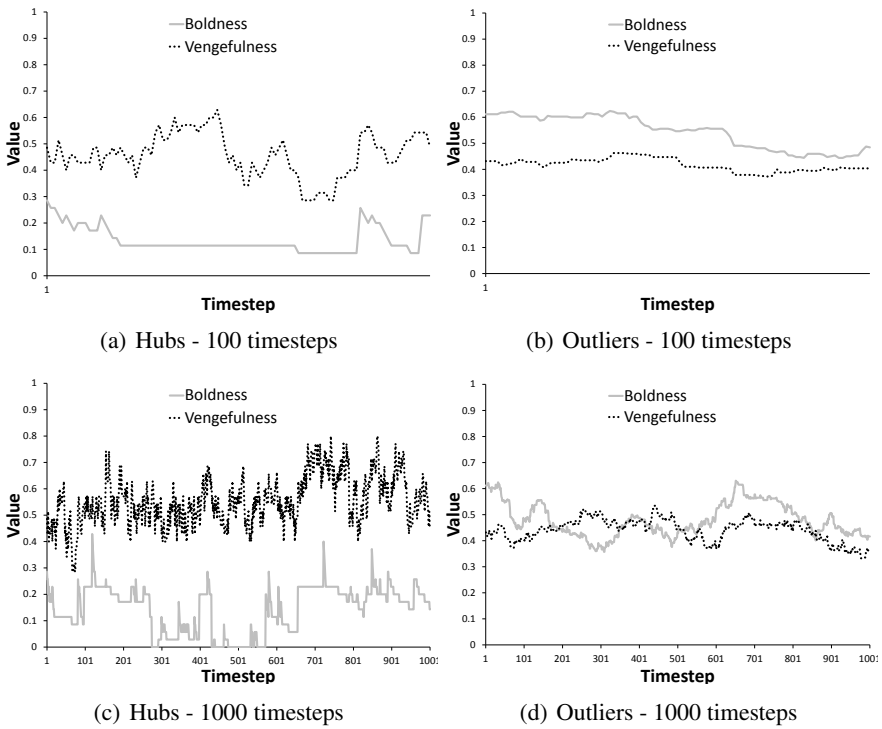 1
0.9
0.8
0.7
0.6
0.5
0.4
0.3
0.2
0.1
0
Value
Boldness
Vengefulness
1
Timestep
(a) Hubs - 100 timesteps
1
0.9
0.8
0.7
0.6
0.5
0.4
0.3
0.2
0.1
0
Value
Boldness
Vengefulness
1
Timestep
(b) Outliers - 100 timesteps
1
0.9
0.8
0.7
0.6
0.5
0.4
0.3
0.2
0.1
0
Value
Boldness
Vengefulness
1 101 201 301 401 501 601 701 801 901 1001
Timestep
(c) Hubs - 1000 timesteps
1
0.9
0.8
0.7
0.6
0.5
0.4
0.3
0.2
0.1
0
Value
Boldness
Vengefulness
1 101 201 301 401 501 601 701 801 901 1001
Timestep
(d) Outliers - 1000 timesteps